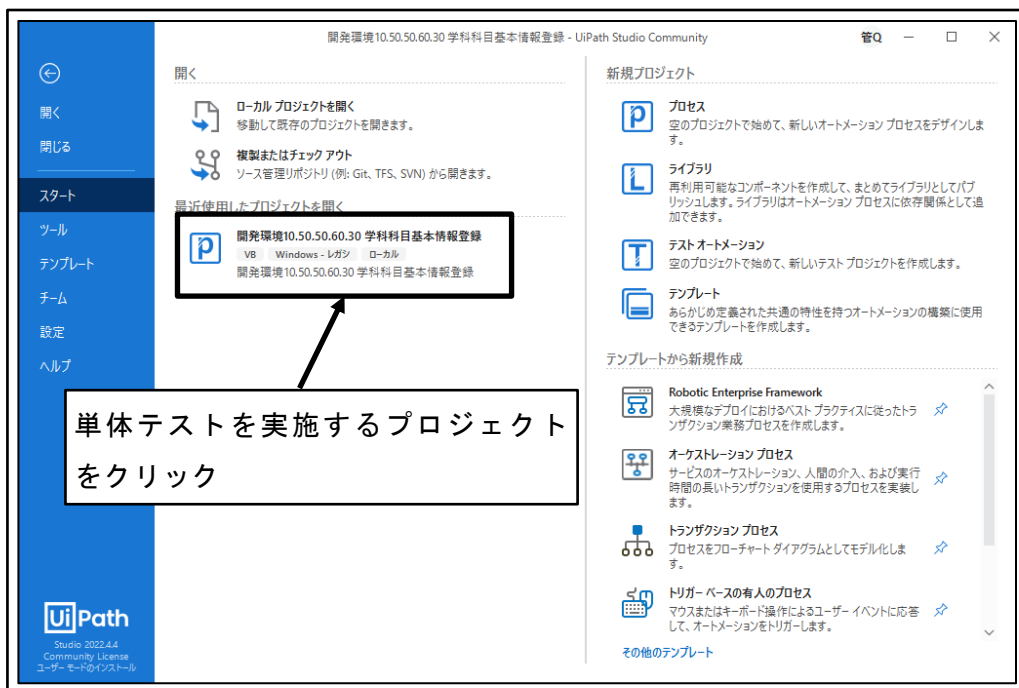 開発環境10.50.50.60.30 学科科目基本情報登録 - UiPath Studio Community
管Q
開く
閉じる
スタート
ツール
テンプレート
チーム
設定
ヘルプ
UiPath
Studio 2022.4.4
Community License
ユーザー モードのインストール
開く
ローカル プロジェクトを開く
移動して既存のプロジェクトを開きます。
複製またはチェック アウト
ソース管理リポジトリ (例: Git、TFS、SVN) から開きます。
最近使用したプロジェクトを開く
開発環境10.50.50.60.30 学科科目基本情報登録
VB Windows - レガシ ローカル
開発環境10.50.50.60.30 学科科目基本情報登録
単体テストを実施するプロジェクト
をクリック
新規プロジェクト
プロセス
空のプロジェクトで始めて、新しいオートメーション プロセスをデザインしま
す。
ライブラリ
再利用可能なコンポーネントを作成して、まとめてライブラリとしてパブ
リッシュします。ライブラリはオートメーション プロセスに依存関係として追
加できます。
テスト オートメーション
空のプロジェクトで始めて、新しいテスト プロジェクトを作成します。
テンプレート
あらかじめ定義された共通の特性を持つオートメーションの構築に使用
できるテンプレートを作成します。
テンプレートから新規作成
Robotic Enterprise Framework
大規模なデプロイにおけるベスト プラクティスに従ったトラ
ンザクション業務プロセスを作成します。
オーケストレーション プロセス
サービスのオーケストレーション、人間の介入、および実行
時間の長いトランザクションを使用するプロセスを実装し
ます。
トランザクション プロセス
プロセスをフローチャート ダイアグラムとしてモデル化しま
す。
トリガー ベースの有人のプロセス
マウスまたはキーボード操作によるユーザー イベントに応答
して、オートメーションをトリガーします。
その他のテンプレート